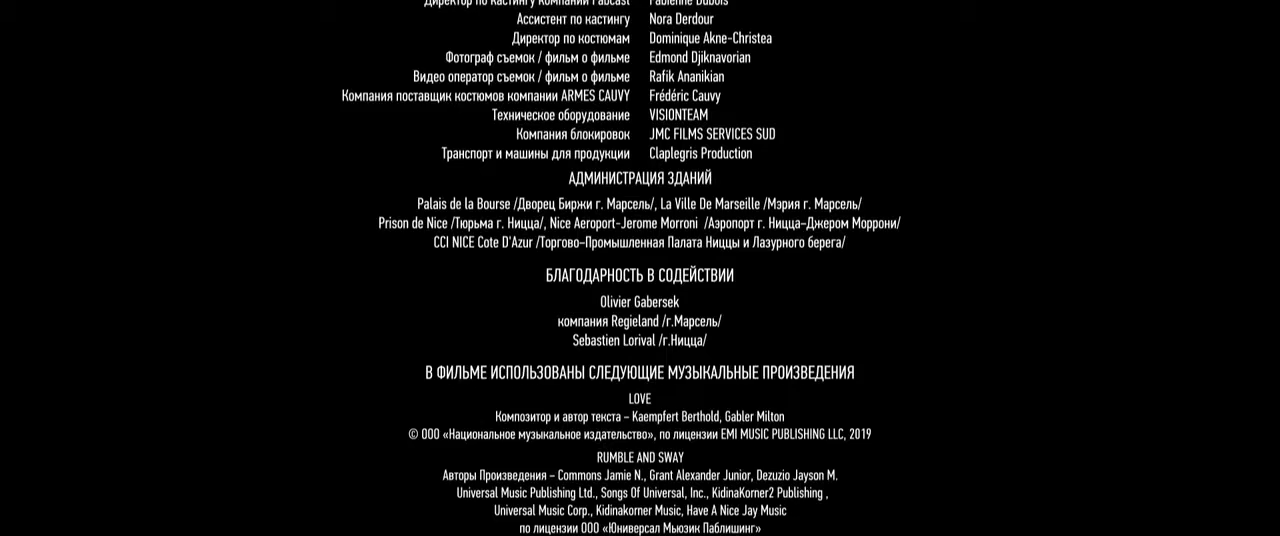 Директор по кастингу компании Fabcast Fabienne Dubois
Ассистент по кастингу Nora Derdour
Директор по костюмам Dominique Akne-Christea
Фотограф съемок / фильм о фильме Edmond Djiknavorian
Видео оператор съемок / фильм о фильме Rafik Ananikian
Компания поставщик костюмов компании ARMES CAUVY Frédéric Cauvy
Техническое оборудование VISIONTEAM
Компания блокировок JMC FILMS SERVICES SUD
Транспорт и машины для продукции Claplegris Production
АДМИНИСТРАЦИЯ ЗДАНИЙ
Palais de la Bourse /Дворец Биржи г. Марсель/, La Ville De Marseille /Мэрия г. Марсель/
Prison de Nice /Тюрьма г. Ницца/, Nice Aeroport-Jerome Morroni /Аэропорт г. Ницца-Джером Моррони/
CCI NICE Cote D'Azur /Торгово-Промышленная Палата Ниццы и Лазурного берега/
БЛАГОДАРНОСТЬ В СОДЕЙСТВИИ
Olivier Gabersek
компания Regieland /г.Марсель/
Sebastien Lorival /г.Ницца/
В ФИЛЬМЕ ИСПОЛЬЗОВАНЫ СЛЕДУЮЩИЕ МУЗЫКАЛЬНЫЕ ПРОИЗВЕДЕНИЯ
LOVE
Композитор и автор текста – Kaempfert Berthold, Gabler Milton
© ООО «Национальное музыкальное издательство», по лицензии EMI MUSIC PUBLISHING LLC, 2019
RUMBLE AND SWAY
Авторы Произведения – Commons Jamie N., Grant Alexander Junior, Dezuzio Jayson M.
Universal Music Publishing Ltd., Songs Of Universal, Inc., KidinaKorner2 Publishing ,
Universal Music Corp., Kidinakorner Music, Have A Nice Jay Music
по лицензии ООО «Юниверсал Мьюзик Паблишинг»